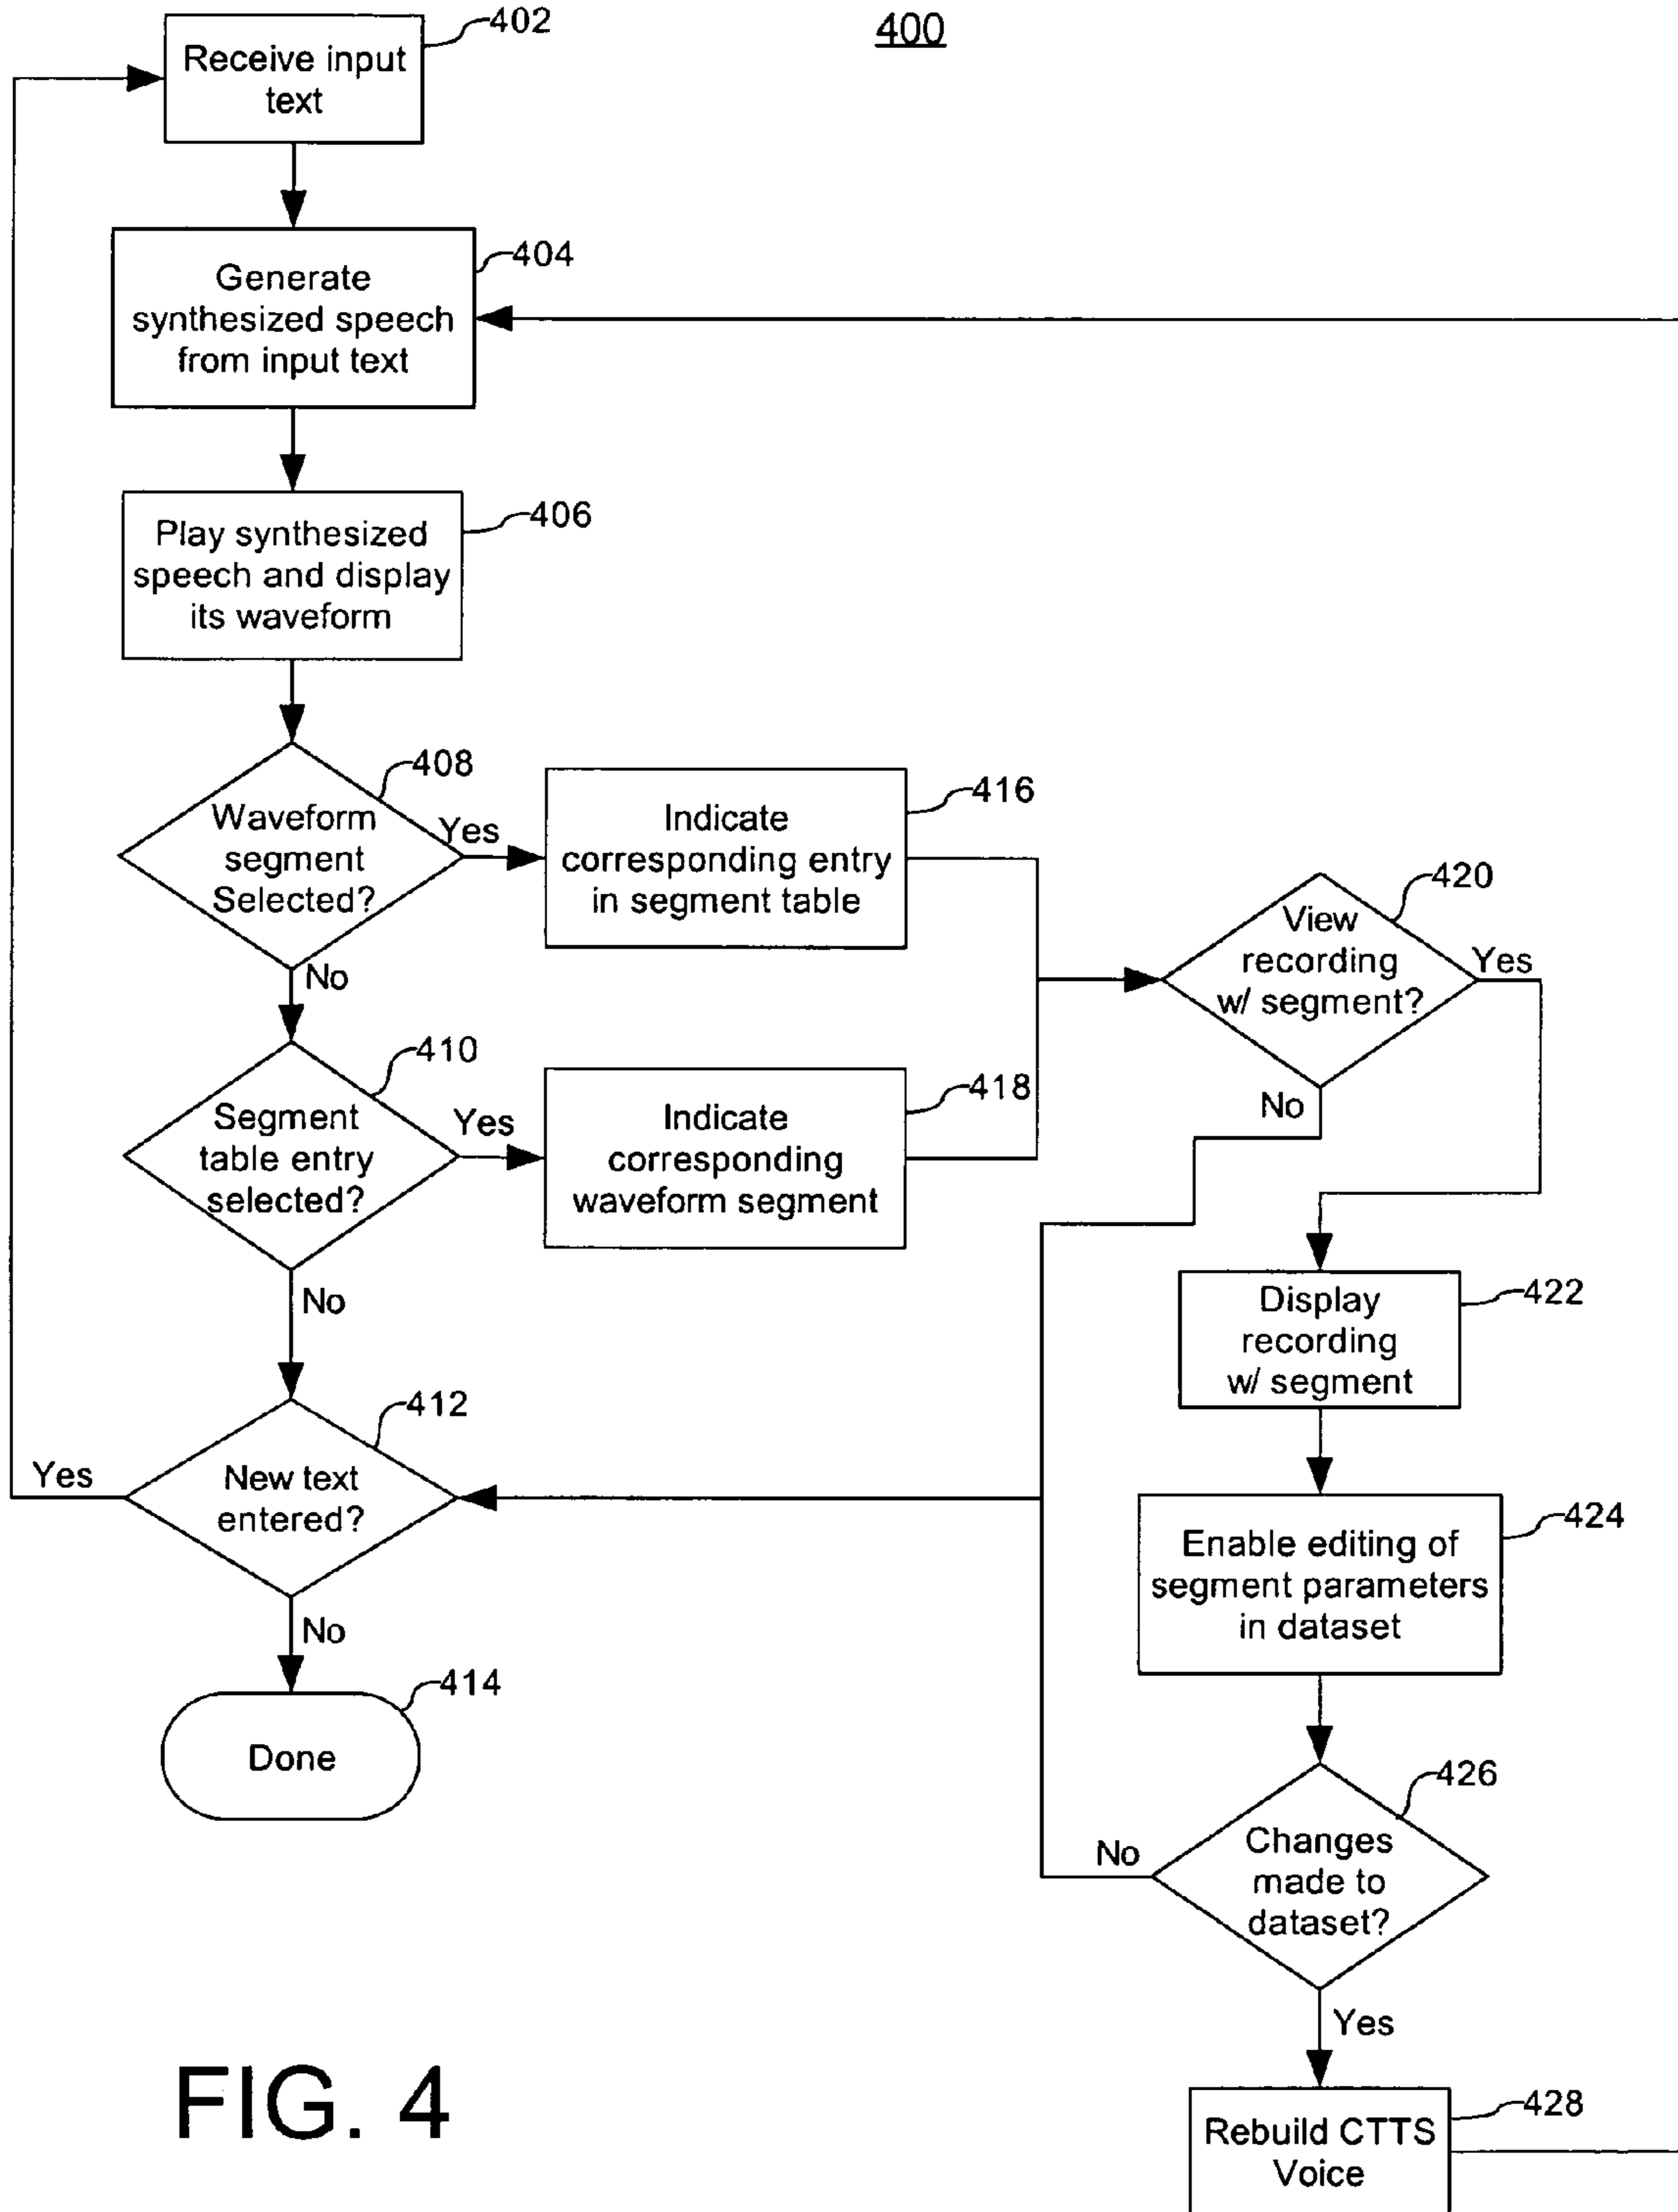 400
402
Receive input
text
404
Generate
synthesized speech
from input text
406
Play synthesized
speech and display
its waveform
408
Waveform
segment
Selected?
Yes
No
416
Indicate
corresponding entry
in segment table
410
Segment
table entry
selected?
Yes
No
418
Indicate
corresponding
waveform segment
420
View
recording
w/ segment?
Yes
No
422
Display
recording
w/ segment
412
New text
entered?
Yes
No
424
Enable editing of
segment parameters
in dataset
414
Done
426
Changes
made to
dataset?
No
Yes
428
Rebuild CTTS
Voice
FIG. 4